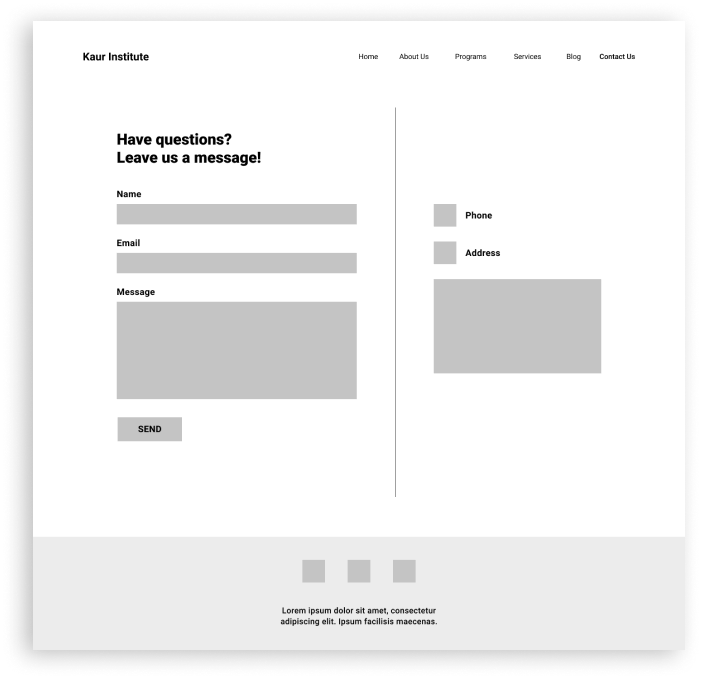 Kaur Institute
Home About Us Programs Services Blog Contact Us
Have questions?
Leave us a message!
Name
Email
Message
SEND
Phone
Address
Lorem ipsum dolor sit amet, consectetur
adipiscing elit. Ipsum facilisis maecenas.